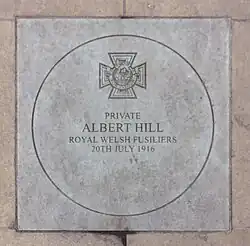 PRIVATE
ALBERT HILL
ROYAL WELSH FUSILIERS
20TH JULY 1916